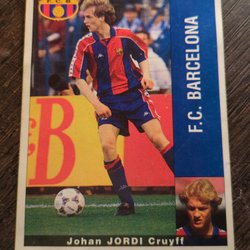 F.C.B
F.C. BARCELONA
B
Johan JORDI Cruyff